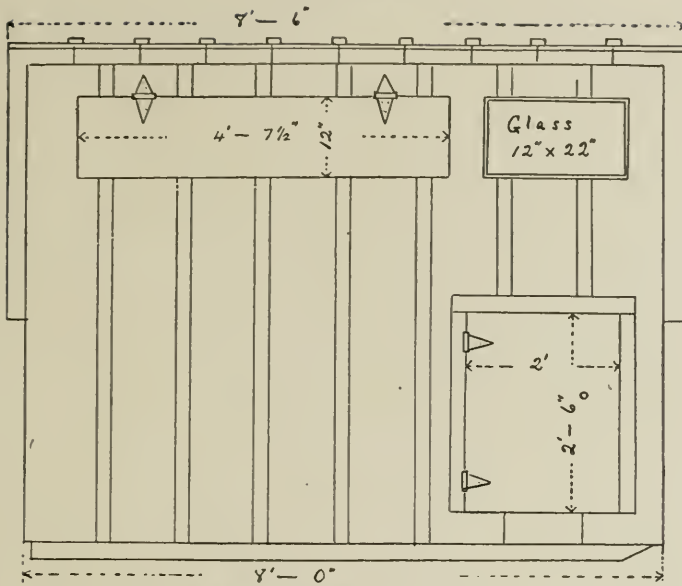 8' — 6"
4' — 7½"
12"
Glass
12" x 22"
2'
2' — 6"
8' — 0"